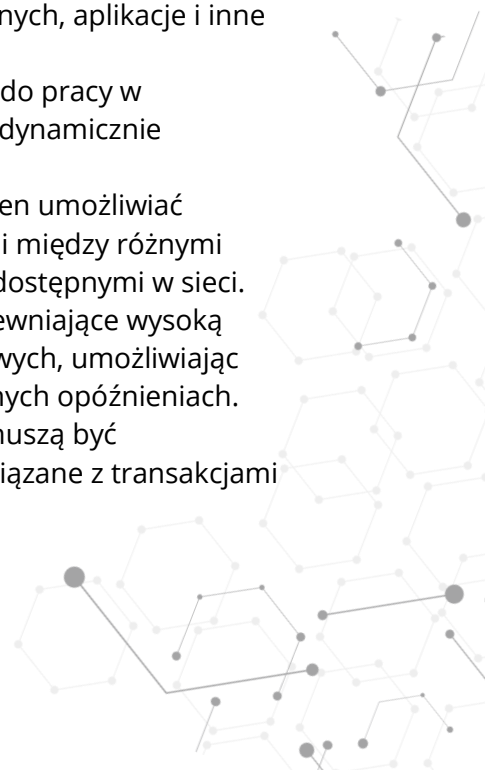 nych, aplikacje i inne
do pracy w
dynamicznie
en umożliwiać
i między różnymi
dostępnymi w sieci.
ewniające wysoką
wych, umożliwiając
nych opóźnieniach.
nuszą być
iązane z transakcjami